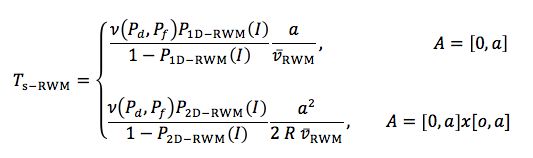 ν(P_d, P_f)P_{1D−RWM}(I) / 1 − P_{1D−RWM}(I) a / v̄_{RWM}, A = [0, a]
T_{s−RWM} = {
ν(P_d, P_f)P_{2D−RWM}(I) / 1 − P_{2D−RWM}(I) a² / 2 R v̄_{RWM}, A = [0, a]x[o, a]